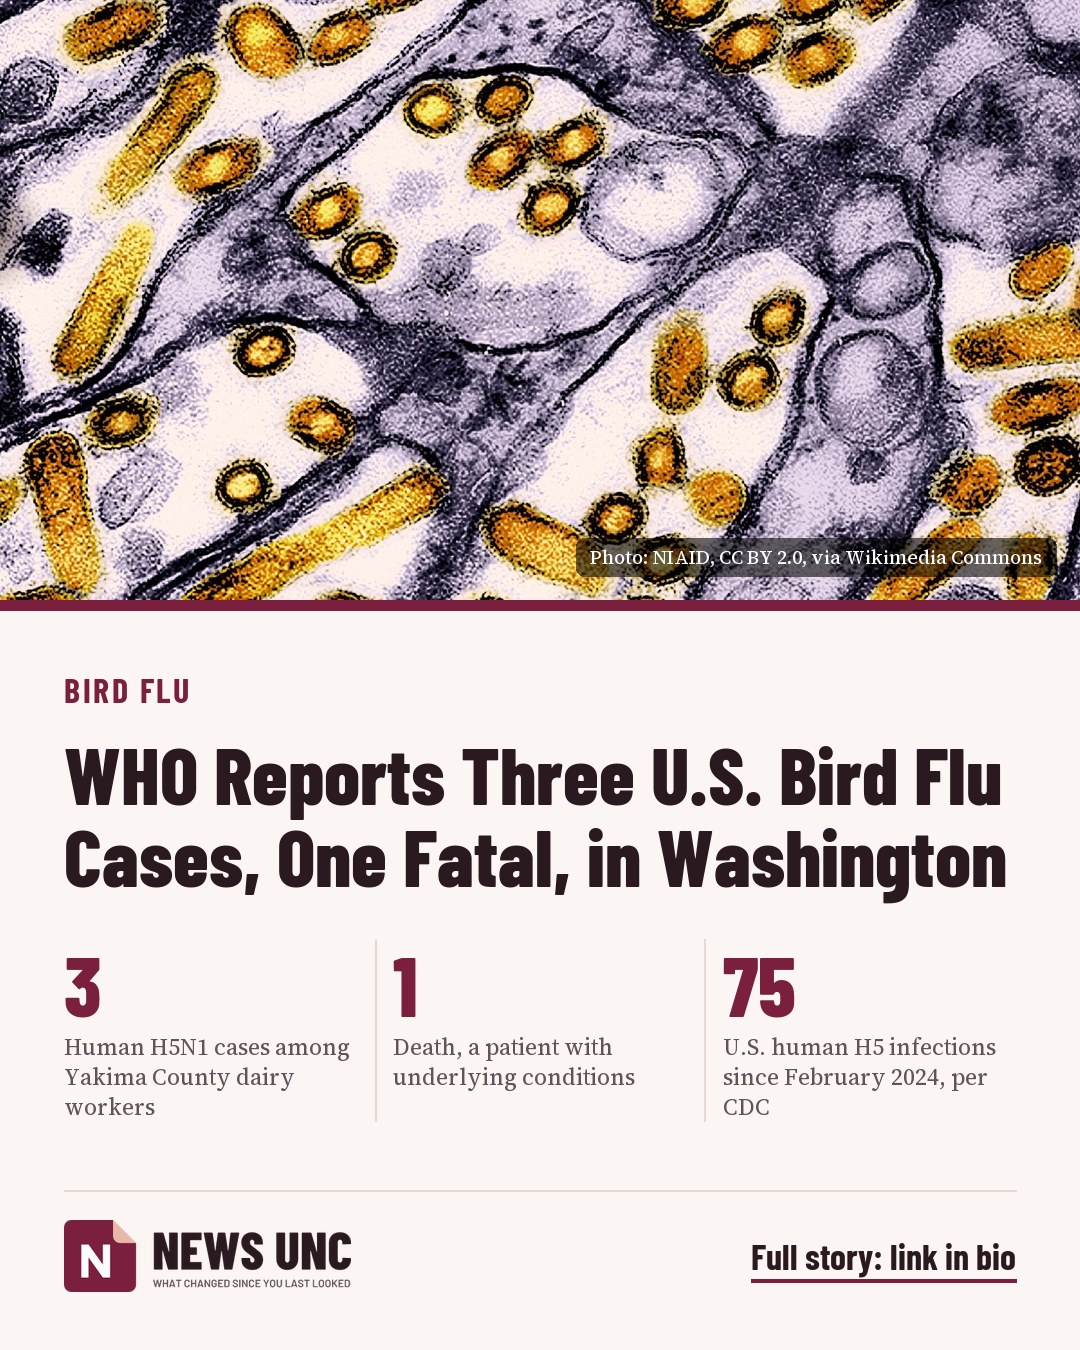 Photo: NIAID, CC BY 2.0, via Wikimedia Commons
BIRD FLU
WHO Reports Three U.S. Bird Flu
Cases, One Fatal, in Washington
3
Human H5N1 cases among
Yakima County dairy
workers
1
Death, a patient with
underlying conditions
75
U.S. human H5 infections
since February 2024, per
CDC
N
NEWS UNC
WHAT CHANGED SINCE YOU LAST LOOKED
Full story: link in bio